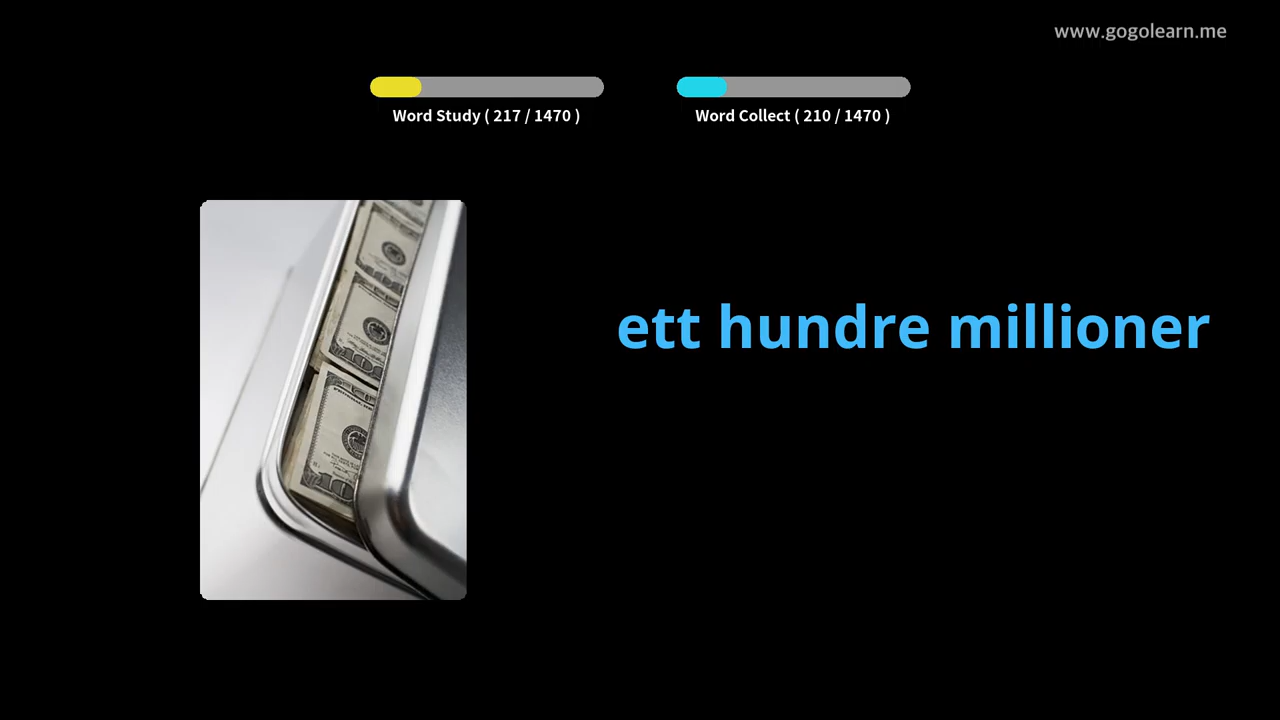 www.gogolearn.me
Word Study ( 217 / 1470 )
Word Collect ( 210 / 1470 )
ett hundre millioner